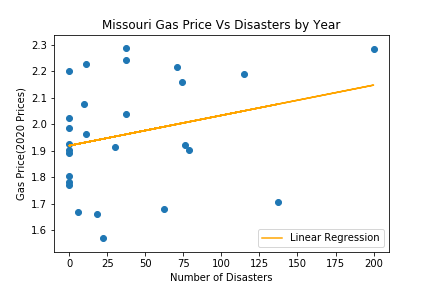 Missouri Gas Price Vs Disasters by Year
2.3
2.2
2.1
2.0
1.9
1.8
1.7
1.6
Gas Price(2020 Prices)
Linear Regression
0 25 50 75 100 125 150 175 200
Number of Disasters